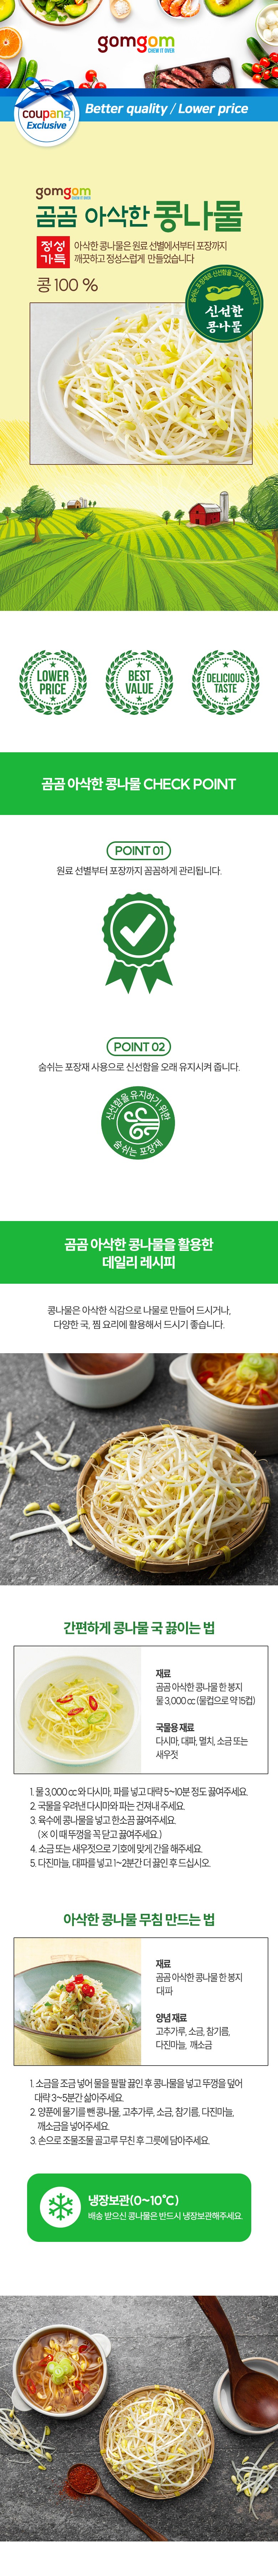 gomgom
CHEW IT OVER
coupang
Exclusive
Better quality / Lower price
gomgom
CHEW IT OVER
곰곰 아삭한 콩나물
정성
가득
아삭한 콩나물은 원료 선별에서부터 포장까지
깨끗하고 정성스럽게 만들었습니다
콩 100 %
신선한
콩나물
LOWER
PRICE
BEST
VALUE
DELICIOUS
TASTE
곰곰 아삭한 콩나물 CHECK POINT
POINT 01
원료 선별부터 포장까지 꼼꼼하게 관리됩니다.
POINT 02
숨쉬는 포장재 사용으로 신선함을 오래 유지시켜 줍니다.
신선함을 유지하기 위한
숨쉬는 포장재
곰곰 아삭한 콩나물을 활용한
데일리 레시피
콩나물은 아삭한 식감으로 나물로 만들어 드시거나,
다양한 국, 찜 요리에 활용해서 드시기 좋습니다.
간편하게 콩나물 국 끓이는 법
재료
곰곰 아삭한 콩나물 한 봉지
물 3,000 cc (물컵으로 약 15컵)
국물용 재료
다시마, 대파, 멸치, 소금 또는
새우젓
1. 물 3,000 cc 와 다시마, 파를 넣고 대략 5~10분 정도 끓여주세요.
2. 국물을 우려낸 다시마와 파는 건져내 주세요.
3. 육수에 콩나물을 넣고 한소끔 끓여주세요.
(※ 이 때 뚜껑을 꼭 닫고 끓여주세요.)
4. 소금 또는 새우젓으로 기호에 맞게 간을 해주세요.
5. 다진마늘, 대파를 넣고 1~2분간 더 끓인 후 드십시오.
아삭한 콩나물 무침 만드는 법
재료
곰곰 아삭한 콩나물 한 봉지
대파
양념 재료
고추가루, 소금, 참기름,
다진마늘, 깨소금
1. 소금을 조금 넣어 물을 팔팔 끓인 후 콩나물을 넣고 뚜껑을 덮어
대략 3~5분간 삶아주세요.
2. 양푼에 물기를 뺀 콩나물, 고추가루, 소금, 참기름, 다진마늘,
깨소금을 넣어주세요.
3. 손으로 조물조물 골고루 무친 후 그릇에 담아주세요.
냉장보관(0~10°C)
배송 받으신 콩나물은 반드시 냉장보관해주세요.